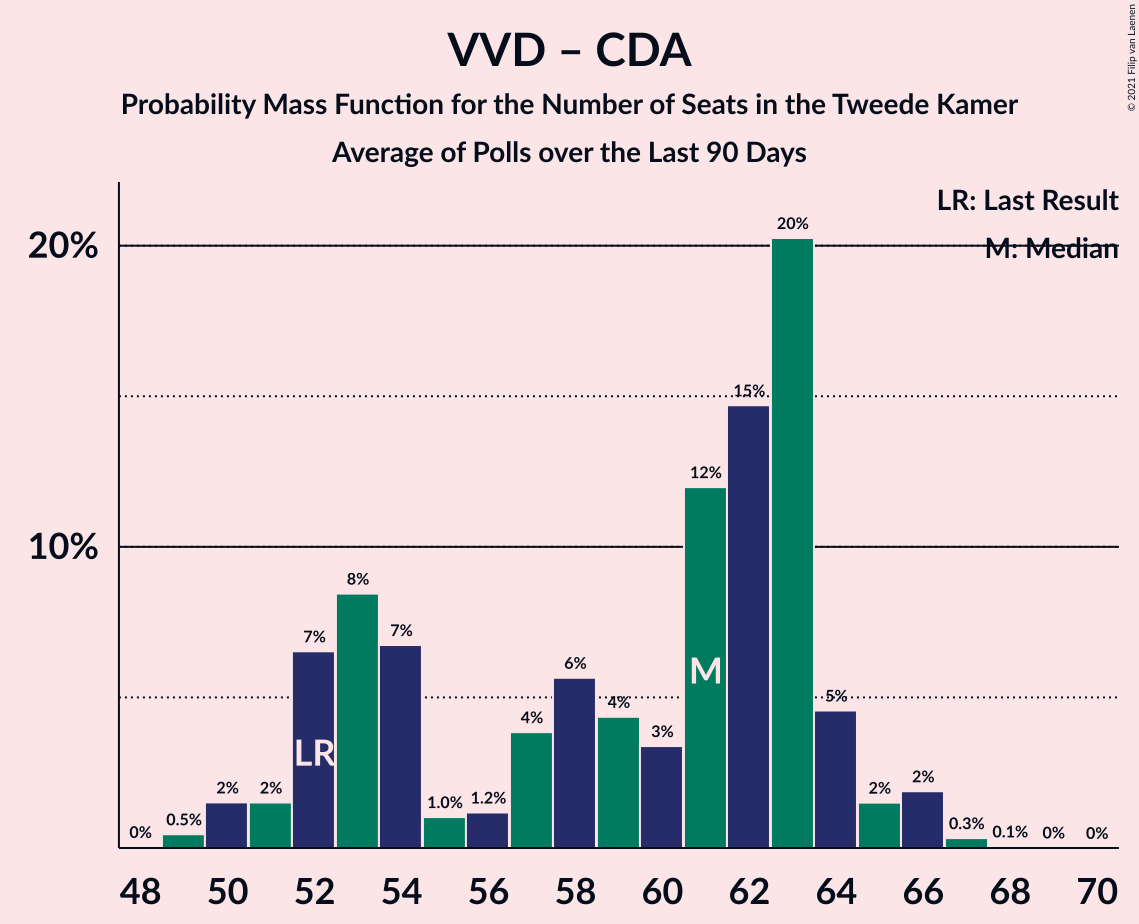 VVD – CDA
Probability Mass Function for the Number of Seats in the Tweede Kamer
Average of Polls over the Last 90 Days
© 2021 Filip van Laenen
LR: Last Result
M: Median
20%
10%
0%
0.5%
2%
2%
7%
8%
7%
1.0%
1.2%
4%
6%
4%
3%
12%
15%
20%
5%
2%
2%
0.3%
0.1%
0%
0%
LR
M
48 50 52 54 56 58 60 62 64 66 68 70